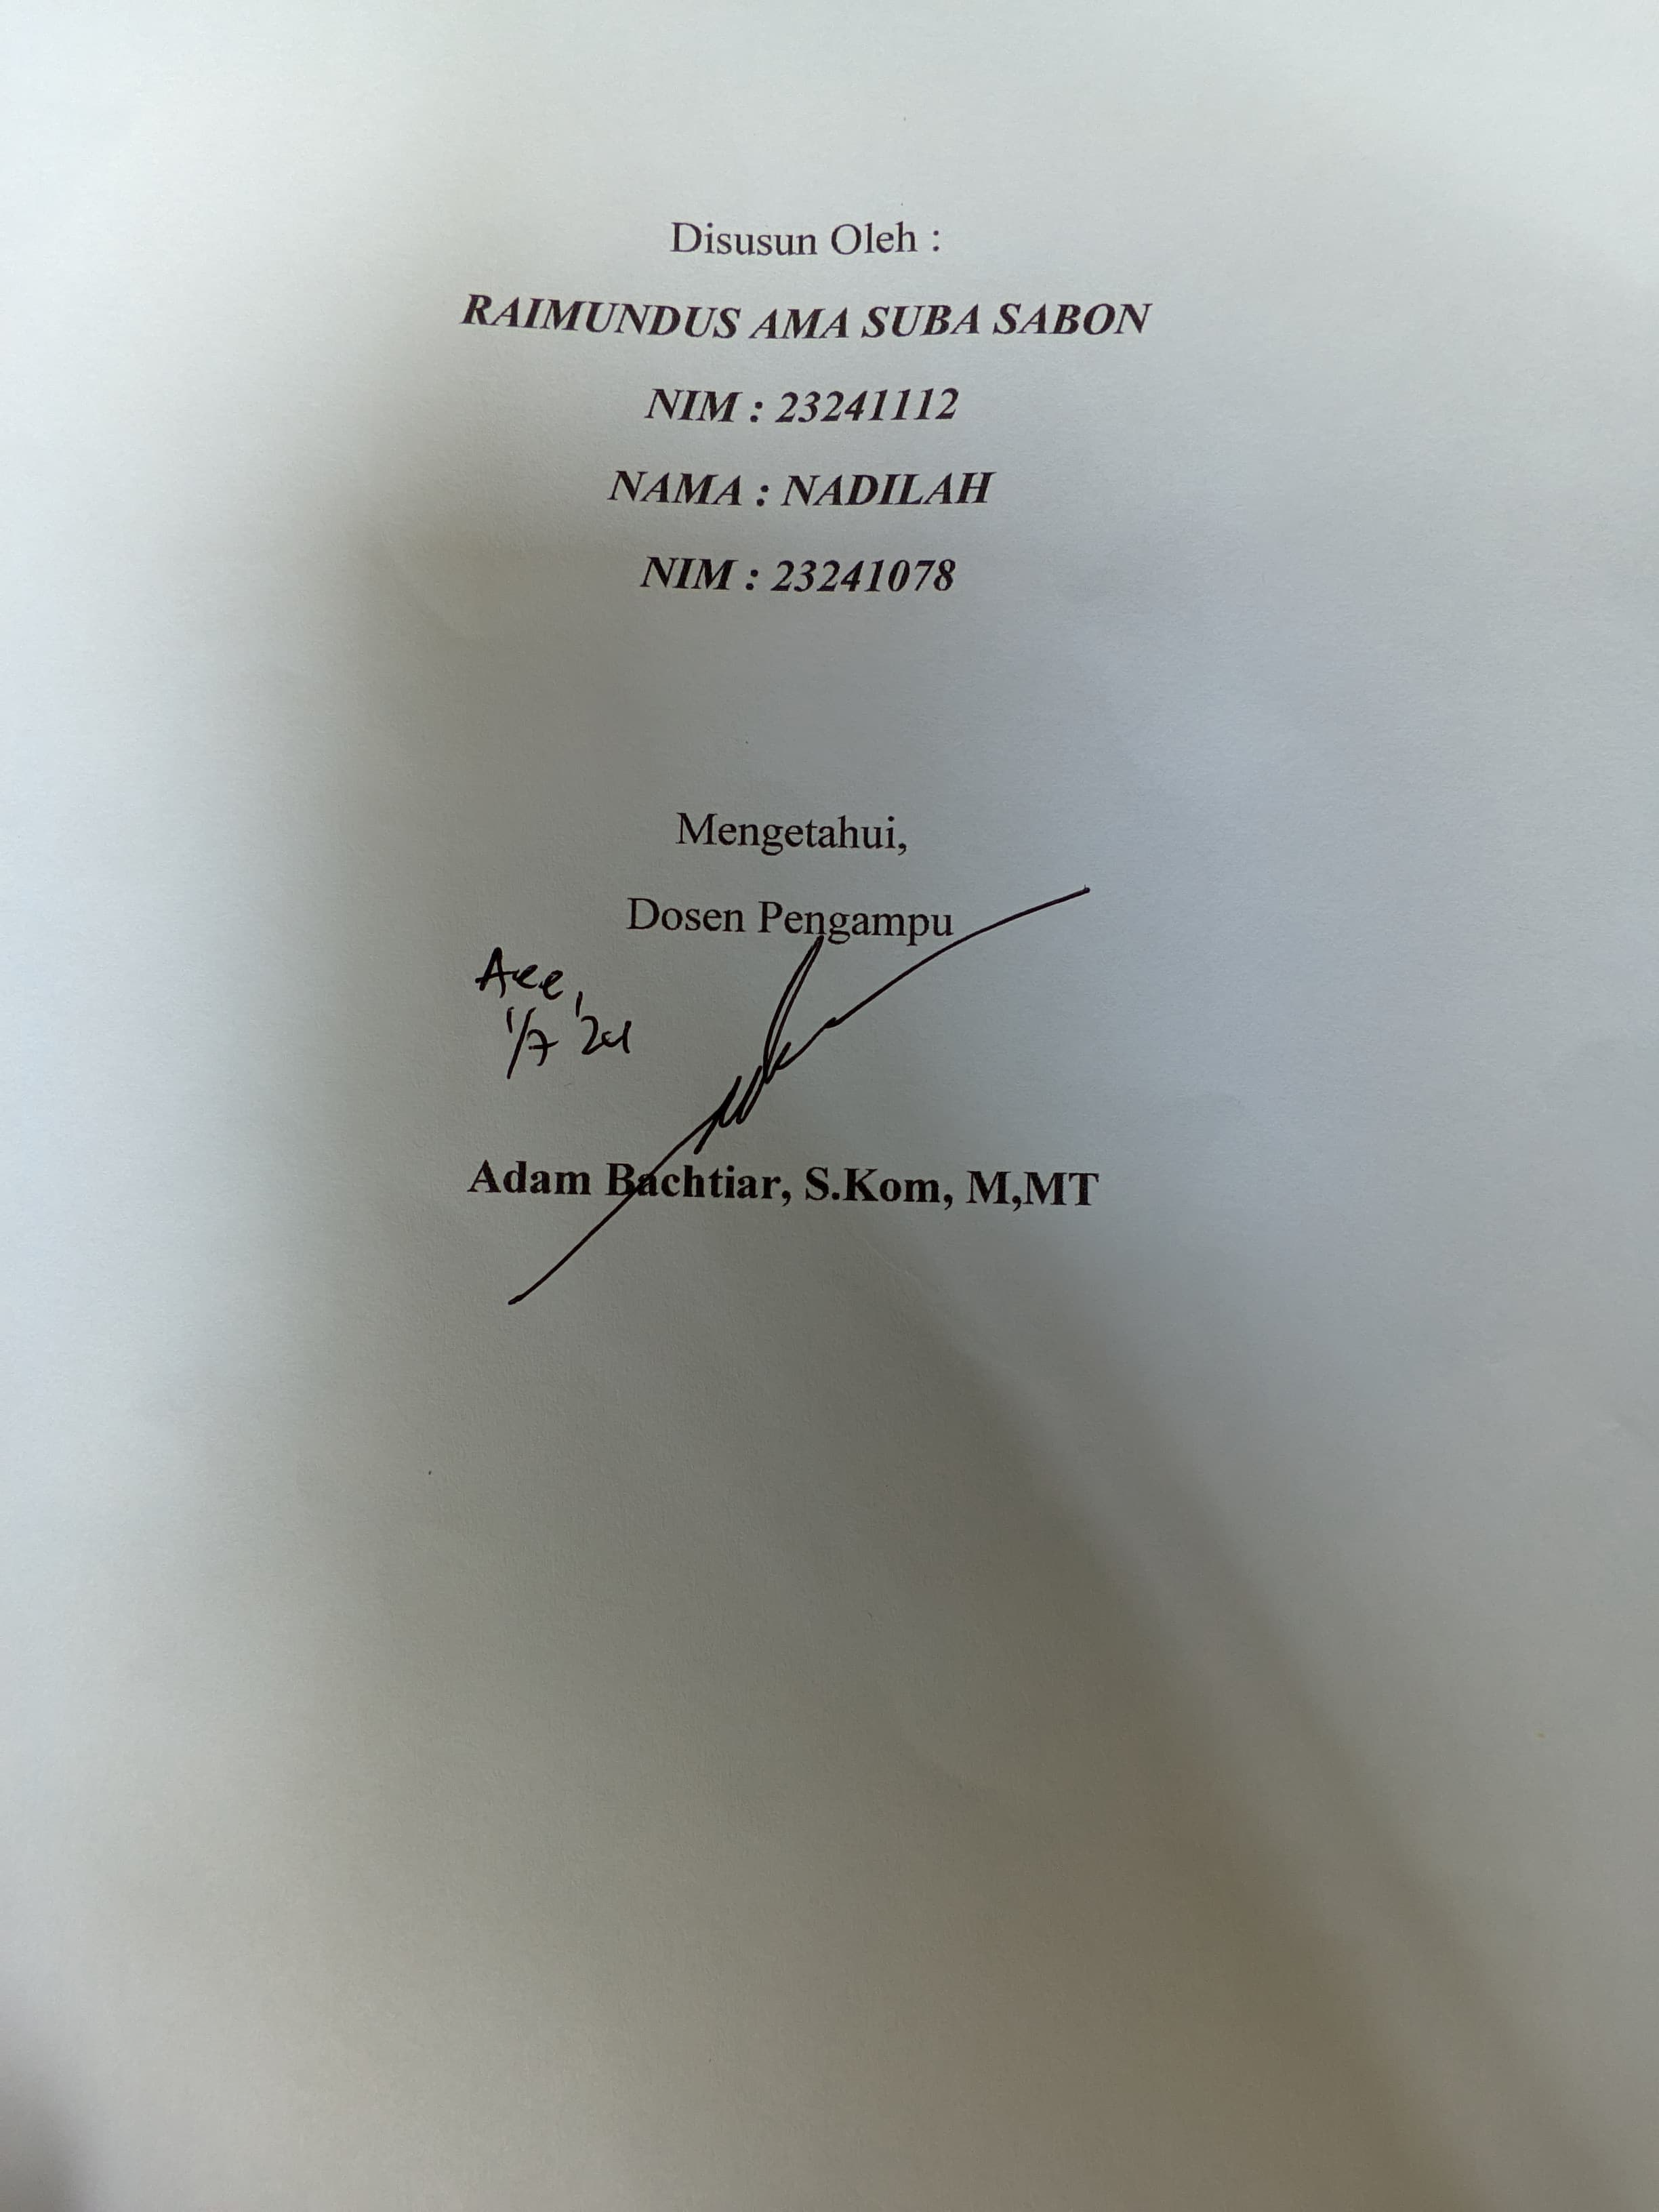 Disusun Oleh :
RAIMUNDUS AMA SUBA SABON
NIM : 23241112
NAMA : NADILAH
NIM : 23241078
Mengetahui,
Dosen Pengampu
Acc,
1/7 '24
Adam Bachtiar, S.Kom, M,MT